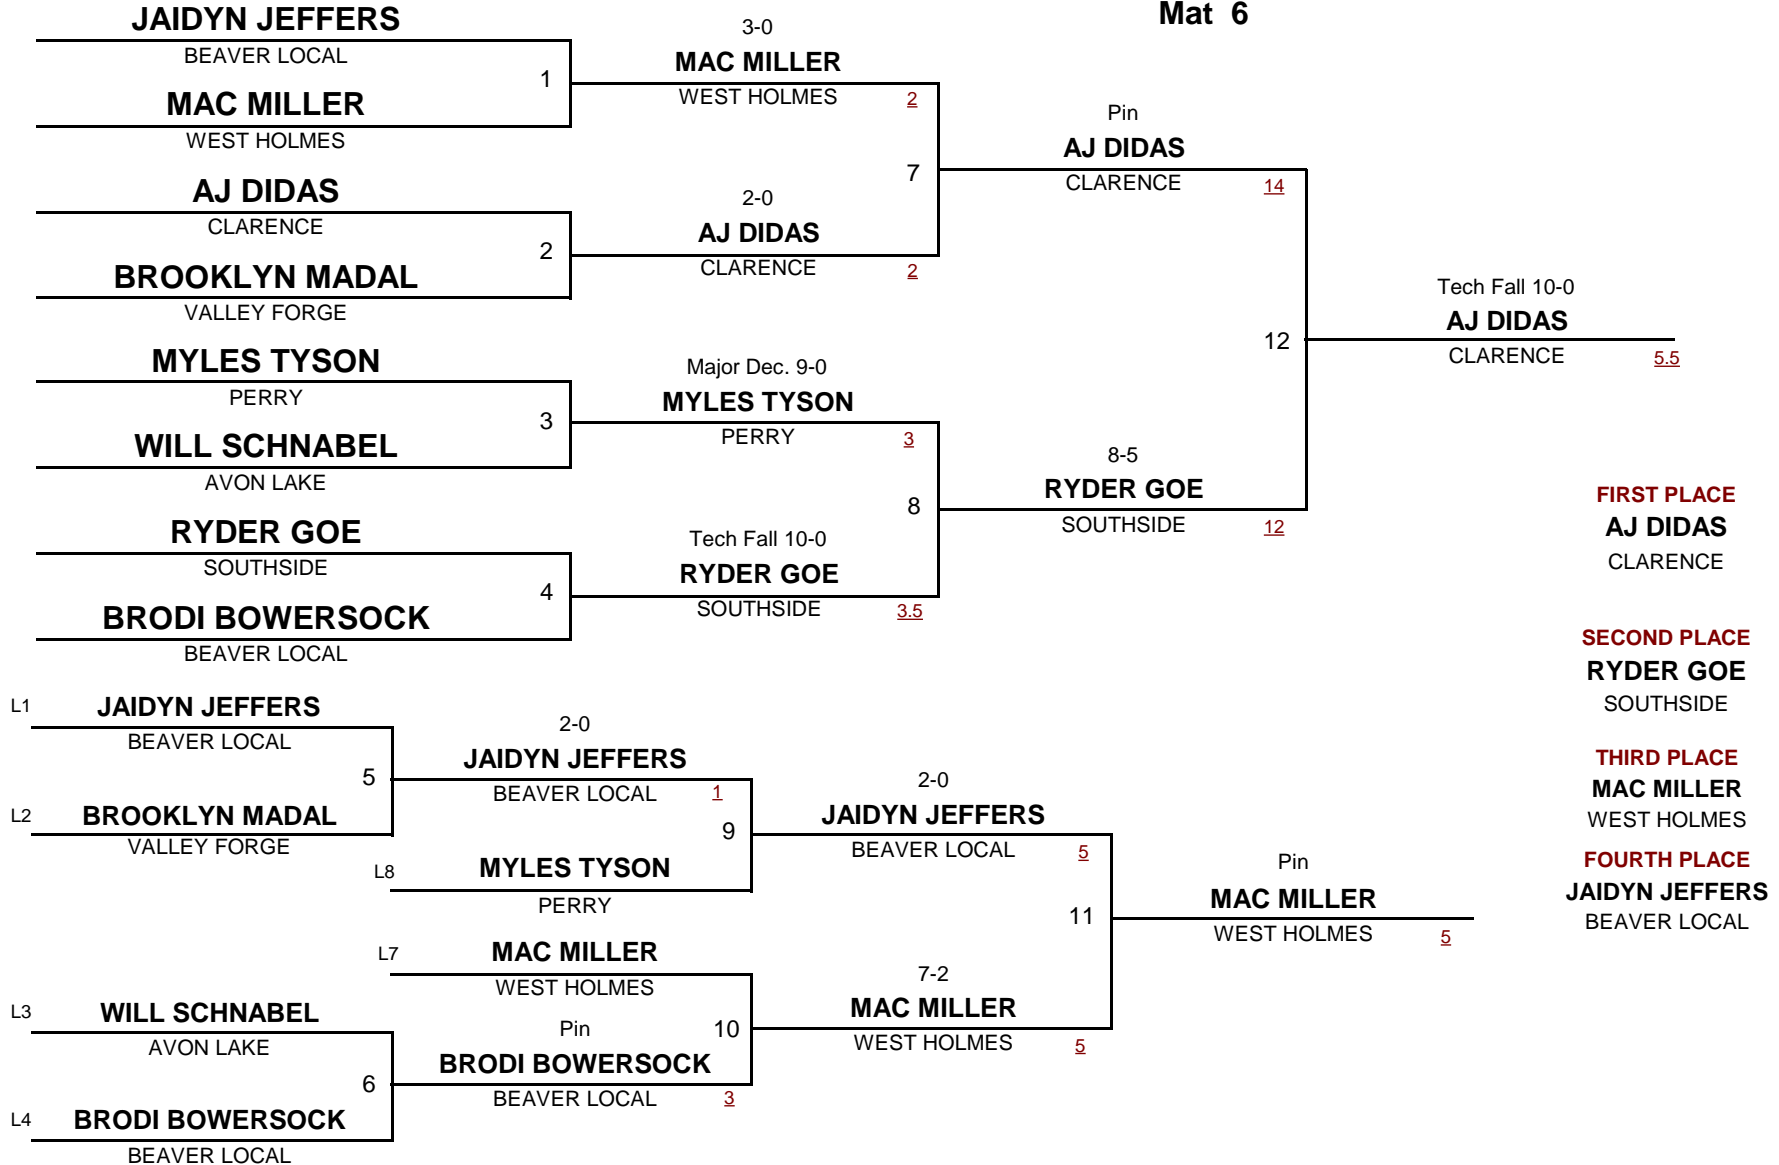 Mat 6
JAIDYN JEFFERS
BEAVER LOCAL
1
MAC MILLER
WEST HOLMES
AJ DIDAS
CLARENCE
2
BROOKLYN MADAL
VALLEY FORGE
MYLES TYSON
PERRY
3
WILL SCHNABEL
AVON LAKE
RYDER GOE
SOUTHSIDE
4
BRODI BOWERSOCK
BEAVER LOCAL
3-0
MAC MILLER
WEST HOLMES 2
7
2-0
AJ DIDAS
CLARENCE 2
Major Dec. 9-0
MYLES TYSON
PERRY 3
8
Tech Fall 10-0
RYDER GOE
SOUTHSIDE 3.5
Pin
AJ DIDAS
CLARENCE 14
12
8-5
RYDER GOE
SOUTHSIDE 12
Tech Fall 10-0
AJ DIDAS
CLARENCE 5.5
L1 JAIDYN JEFFERS
BEAVER LOCAL
5
L2 BROOKLYN MADAL
VALLEY FORGE
L3 WILL SCHNABEL
AVON LAKE
6
L4 BRODI BOWERSOCK
BEAVER LOCAL
2-0
JAIDYN JEFFERS
BEAVER LOCAL 1
9
L8 MYLES TYSON
PERRY
L7 MAC MILLER
WEST HOLMES
Pin 10
BRODI BOWERSOCK
BEAVER LOCAL 3
2-0
JAIDYN JEFFERS
BEAVER LOCAL 5
11
7-2
MAC MILLER
WEST HOLMES 5
Pin
MAC MILLER
WEST HOLMES 5
FIRST PLACE
AJ DIDAS
CLARENCE
SECOND PLACE
RYDER GOE
SOUTHSIDE
THIRD PLACE
MAC MILLER
WEST HOLMES
FOURTH PLACE
JAIDYN JEFFERS
BEAVER LOCAL